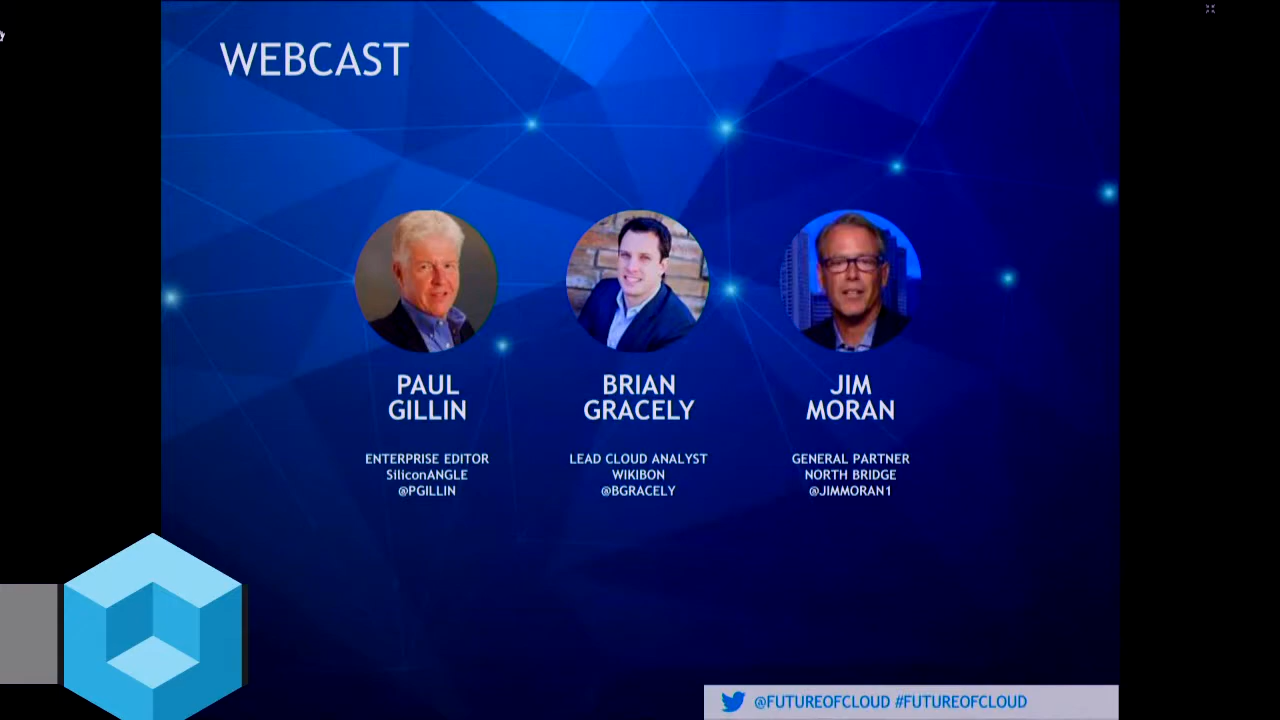 WEBCAST
PAUL
GILLIN
ENTERPRISE EDITOR
SiliconANGLE
@PGILLIN
BRIAN
GRACELY
LEAD CLOUD ANALYST
WIKIBON
@BGRACELY
JIM
MORAN
GENERAL PARTNER
NORTH BRIDGE
@JIMMORAN1
@FUTUREOFCLOUD #FUTUREOFCLOUD